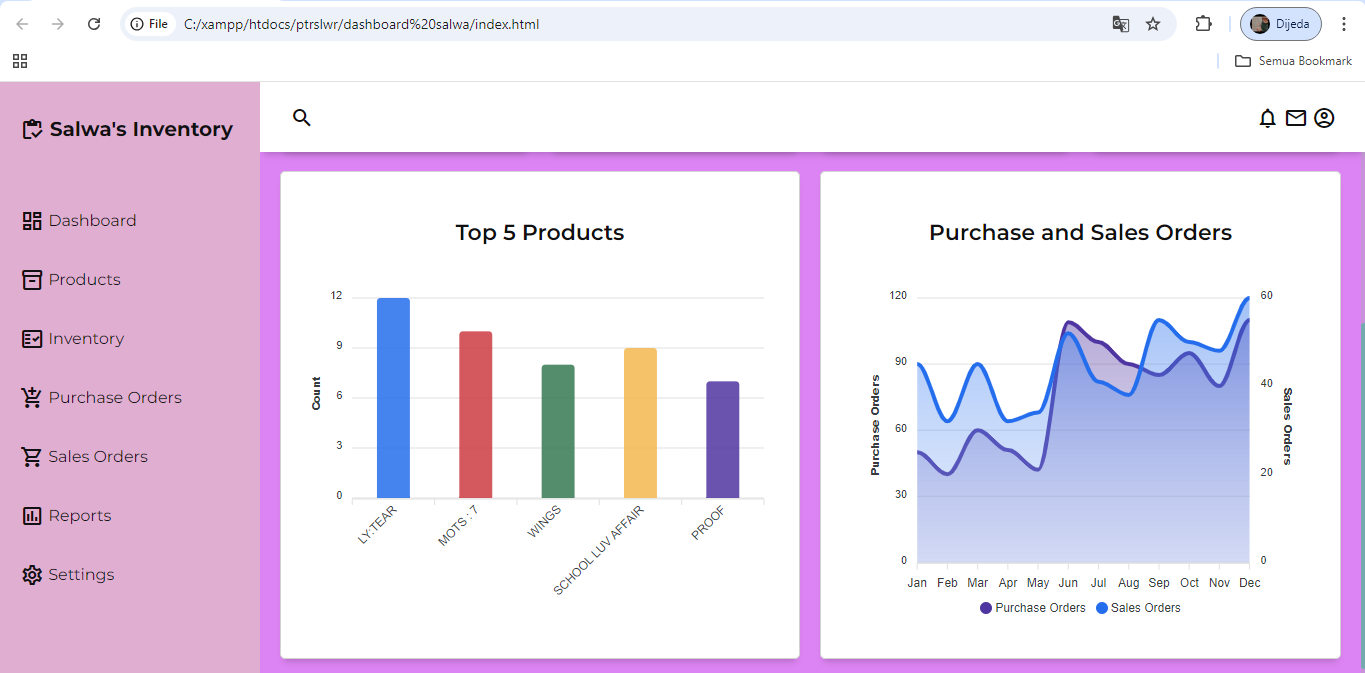 File
C:/xampp/htdocs/ptrslwr/dashboard%20salwa/index.html
Dijeda
Semua Bookmark
Salwa's Inventory
Dashboard
Products
Inventory
Purchase Orders
Sales Orders
Reports
Settings
Top 5 Products
12
9
6
3
0
Count
LY:TEAR
MOTS : 7
WINGS
SCHOOL LUV AFFAIR
PROOF
Purchase and Sales Orders
120
90
60
30
0
Purchase Orders
60
40
20
0
Sales Orders
Jan Feb Mar Apr May Jun Jul Aug Sep Oct Nov Dec
Purchase Orders Sales Orders